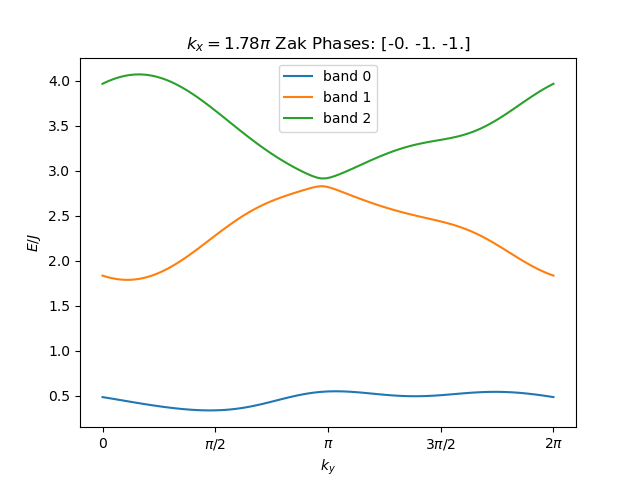 kₓ = 1.78π Zak Phases: [-0. -1. -1.]
band 0
band 1
band 2
4.0
3.5
3.0
2.5
2.0
1.5
1.0
0.5
E/J
0 π/2 π 3π/2 2π
k_y